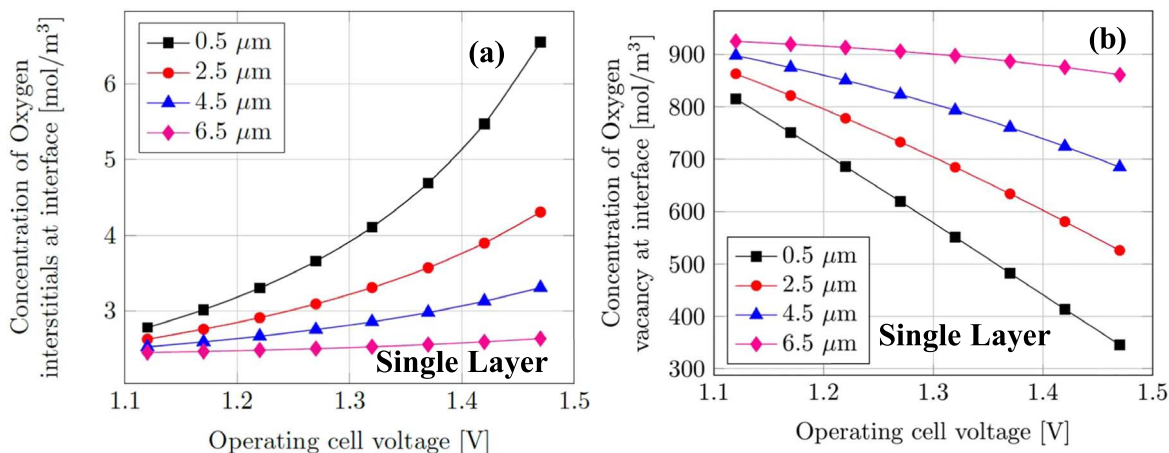 Concentration of Oxygen
interstitials at interface [mol/m³]
6
5
4
3
0.5 μm
2.5 μm
4.5 μm
6.5 μm
(a)
Single Layer
1.1
1.2
1.3
1.4
1.5
Operating cell voltage [V]
Concentration of Oxygen
vacancy at interface [mol/m³]
900
800
700
600
500
400
300
(b)
0.5 μm
2.5 μm
4.5 μm
6.5 μm
Single Layer
1.1
1.2
1.3
1.4
1.5
Operating cell voltage [V]